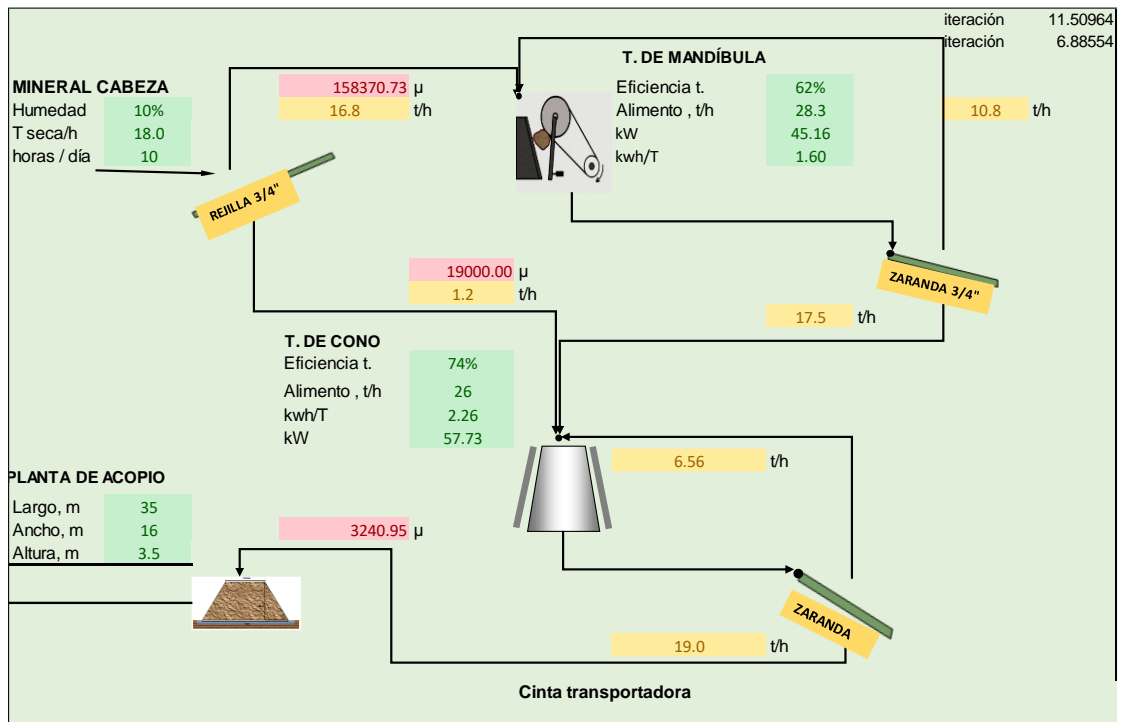 iteración 11.50964
iteración 6.88554
T. DE MANDÍBULA
Eficiencia t. 62%
Alimento , t/h 28.3
kW 45.16
kwh/T 1.60
10.8 t/h
MINERAL CABEZA
Humedad 10%
T seca/h 18.0
horas / día 10
158370.73 µ
16.8 t/h
REJILLA 3/4"
19000.00 µ
1.2 t/h
ZARANDA 3/4"
17.5 t/h
T. DE CONO
Eficiencia t. 74%
Alimento , t/h 26
kwh/T 2.26
kW 57.73
6.56 t/h
PLANTA DE ACOPIO
Largo, m 35
Ancho, m 16
Altura, m 3.5
3240.95 µ
ZARANDA
19.0 t/h
Cinta transportadora